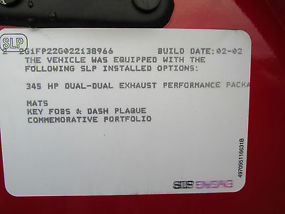 SLP
2 2G1FP22G022138966 BUILD DATE:02-02
THE VEHICLE WAS EQUIPPED WITH THE
FOLLOWING SLP INSTALLED OPTIONS:
345 HP DUAL-DUAL EXHAUST PERFORMANCE PACKA
MATS
KEY FOBS & DASH PLAQUE
COMMEMORATIVE PORTFOLIO